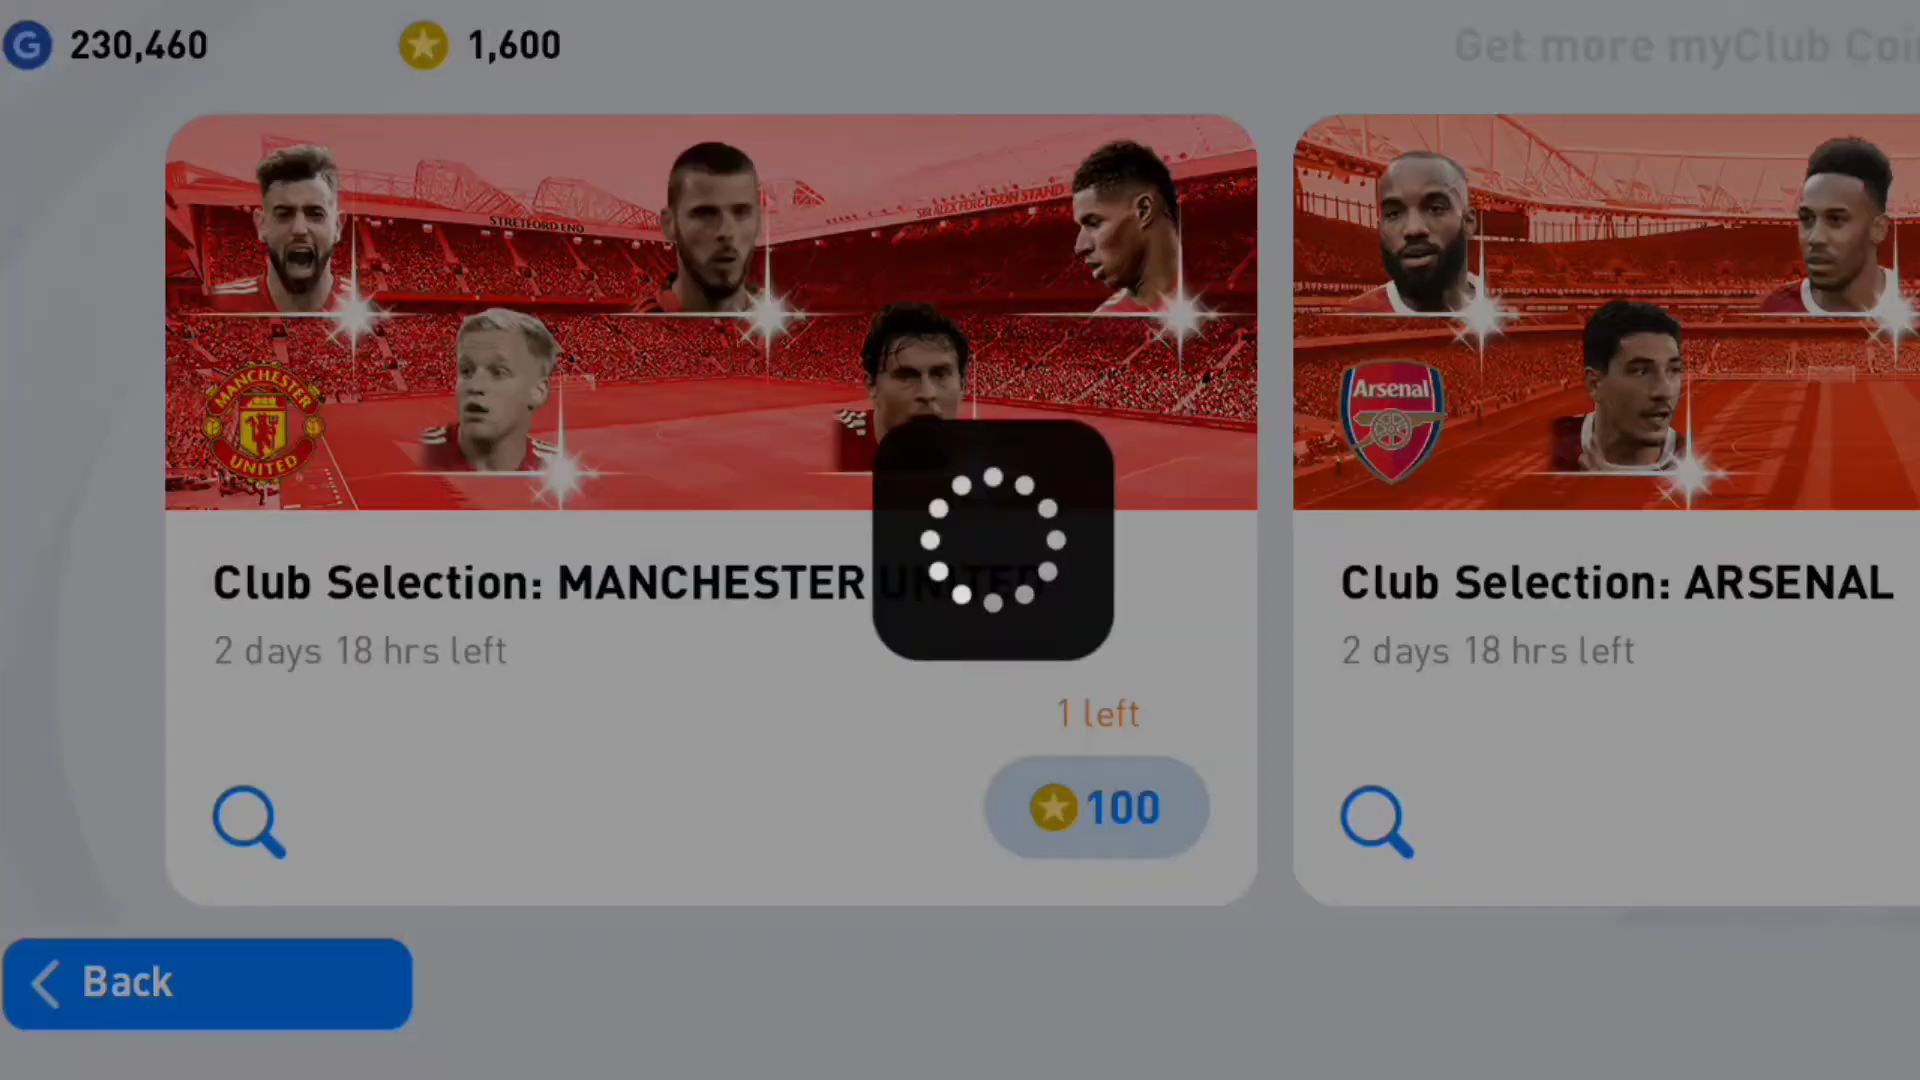 230,460
1,600
Get more myClub Coi
STRETFORD END
SIR ALEX FERGUSON STAND
MANCHESTER
UNITED
Arsenal
Club Selection: MANCHESTER UNITED
2 days 18 hrs left
1 left
100
Club Selection: ARSENAL
2 days 18 hrs left
Back